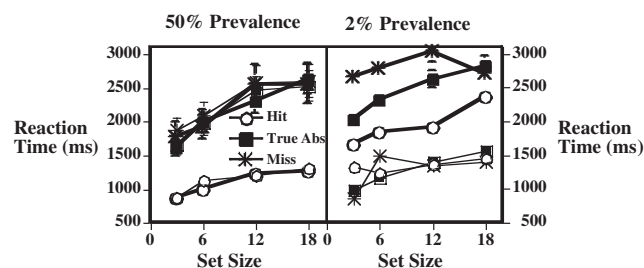 50% Prevalence 2% Prevalence
3000 3000
2500 2500
2000 2000
1500 1500
1000 1000
500 500
Reaction Time (ms)
Reaction Time (ms)
Hit
True Abs
Miss
0 6 12 18 0 6 12 18
Set Size Set Size